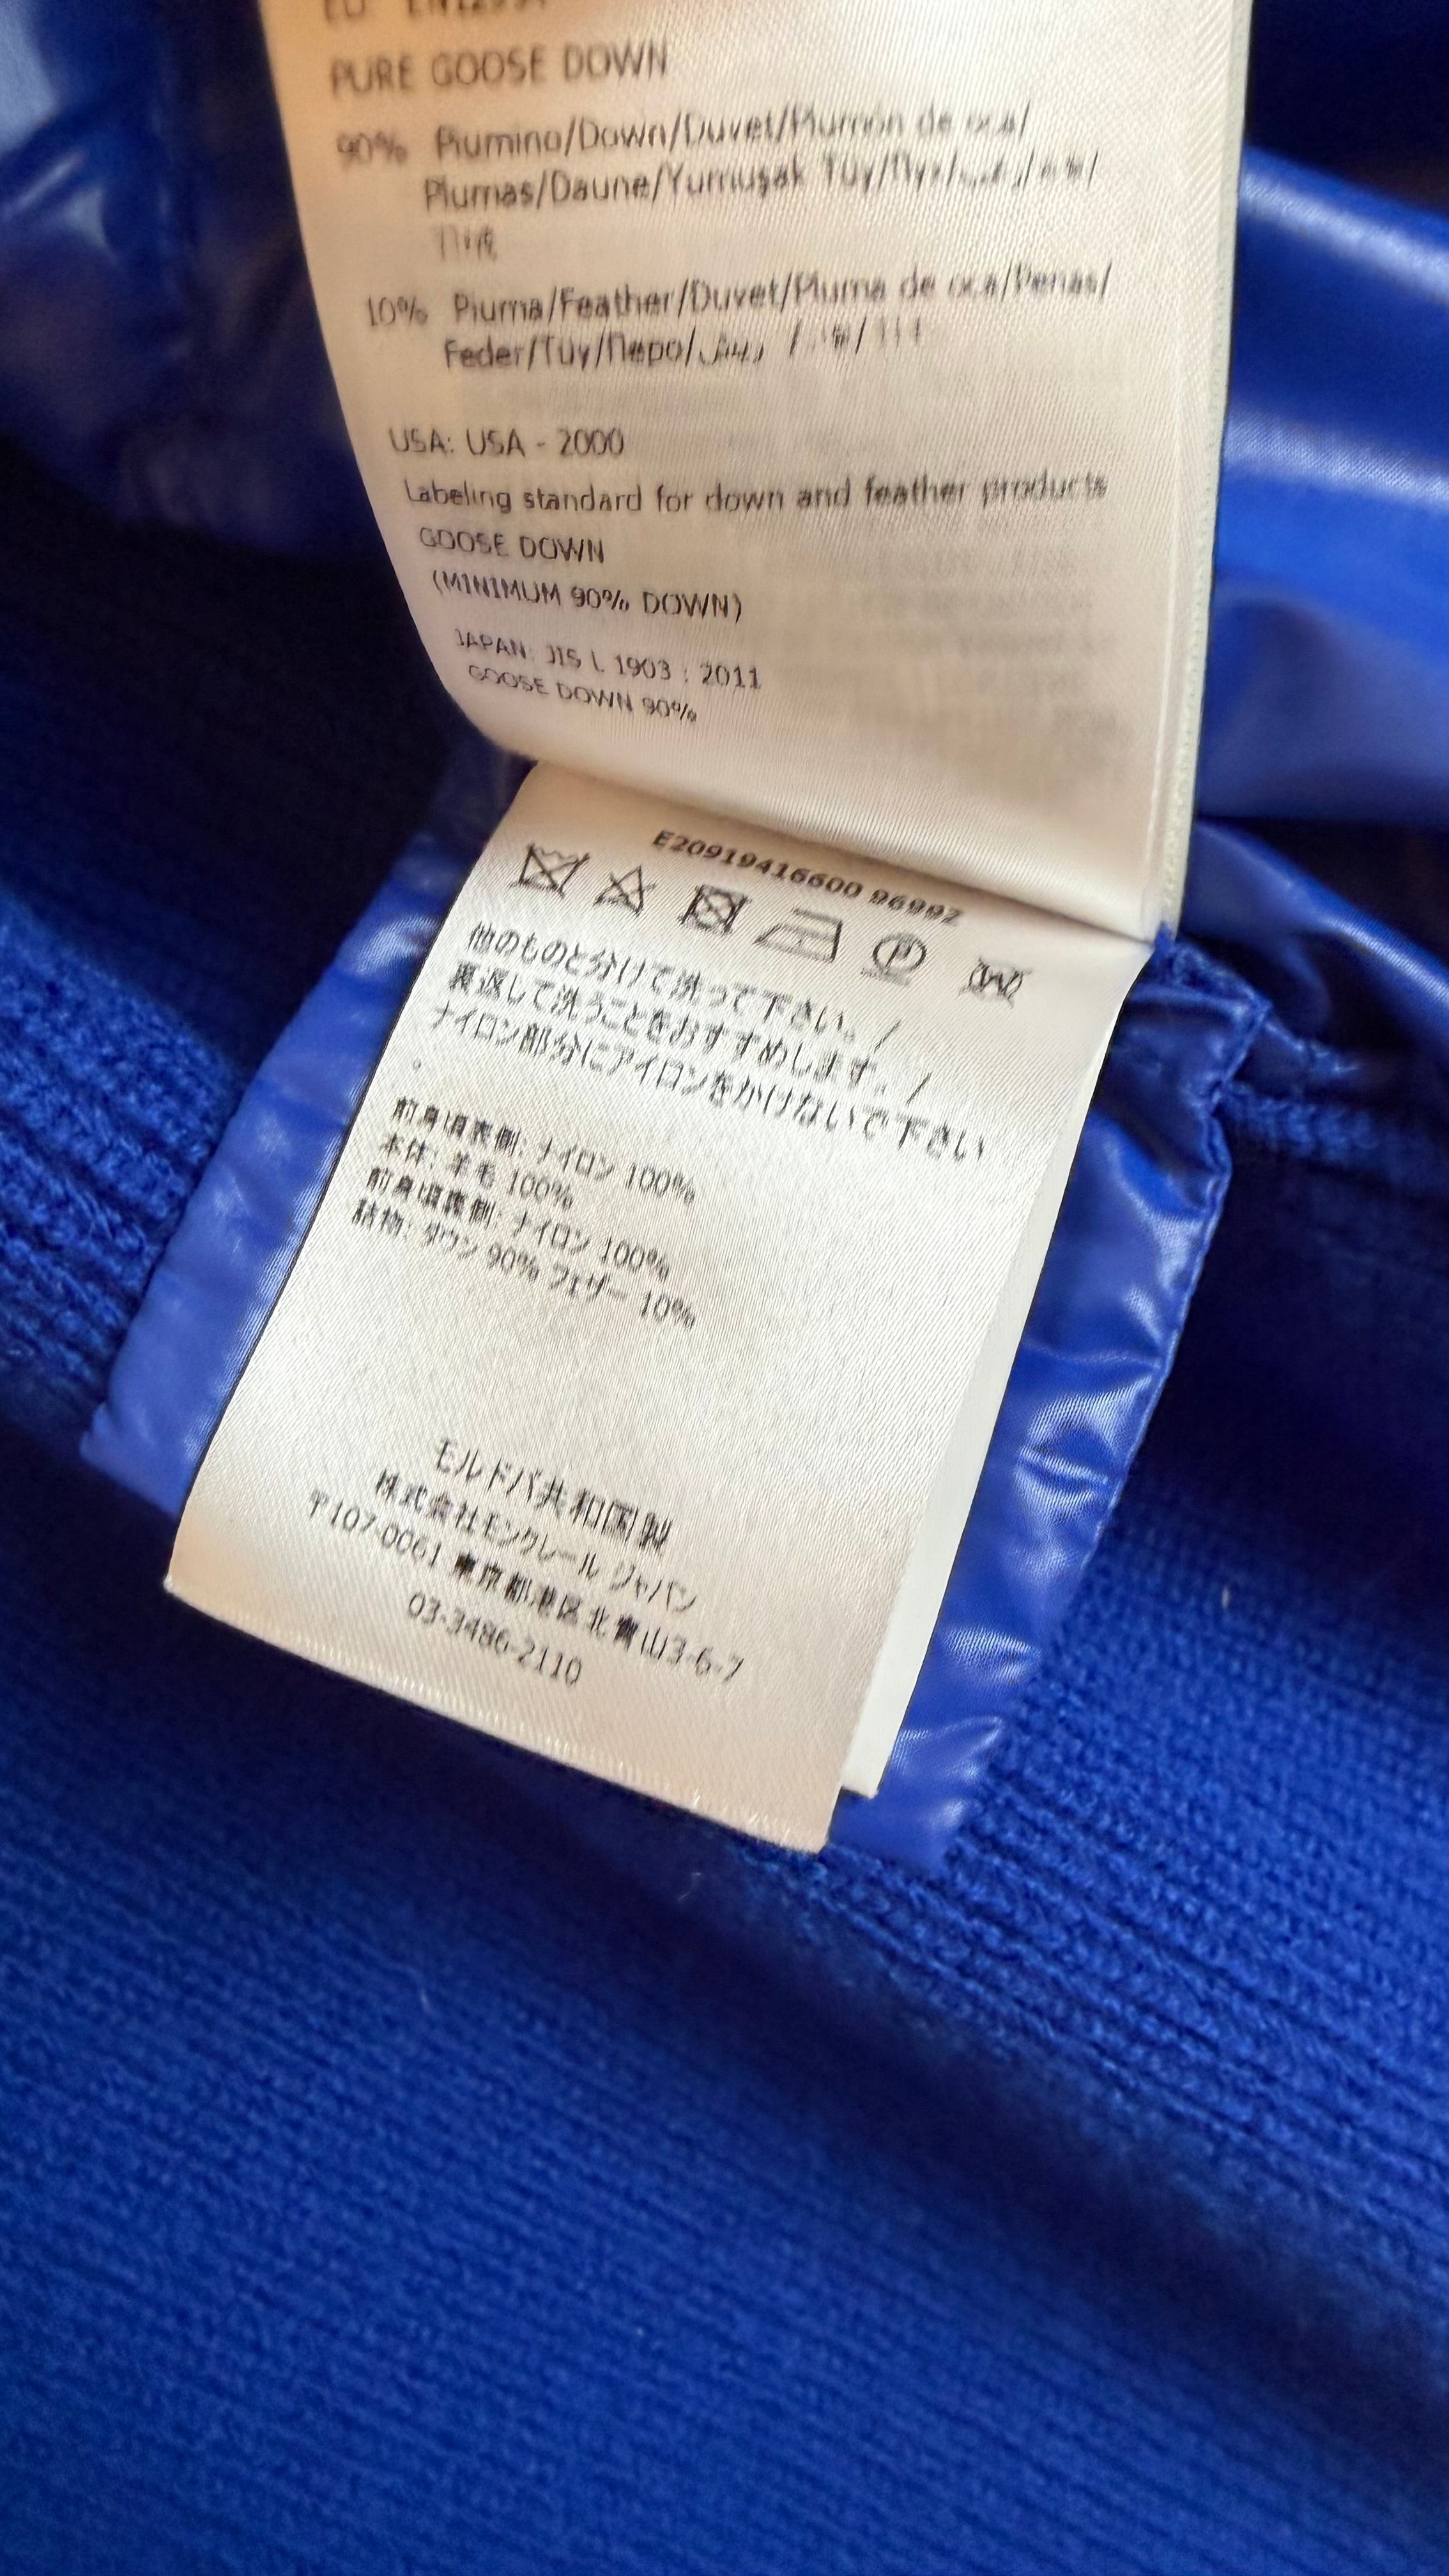 PURE GOOSE DOWN
90% Piumino/Down/Duvet/Plumón de oca/
Plumas/Daune/Yumuşak Tüy/Пух/
10% Piuma/Feather/Duvet/Pluma de oca/Penas/
Feder/Tüy/Перо/
USA: USA - 2000
Labeling standard for down and feather products
GOOSE DOWN
(MINIMUM 90% DOWN)
JAPAN: JIS L 1903 : 2011
GOOSE DOWN 90%
E20919416600 96992
他のものと分けて洗って下さい。/
裏返して洗うことをおすすめします。/
ナイロン部分にアイロンをかけないで下さい
。
前身頃表側: ナイロン 100%
本体: 羊毛 100%
前身頃裏側: ナイロン 100%
詰物: ダウン 90% フェザー 10%
モルドバ共和国製
株式会社モンクレール ジャパン
〒107-0061 東京都港区北青山3-6-7
03-3486-2110